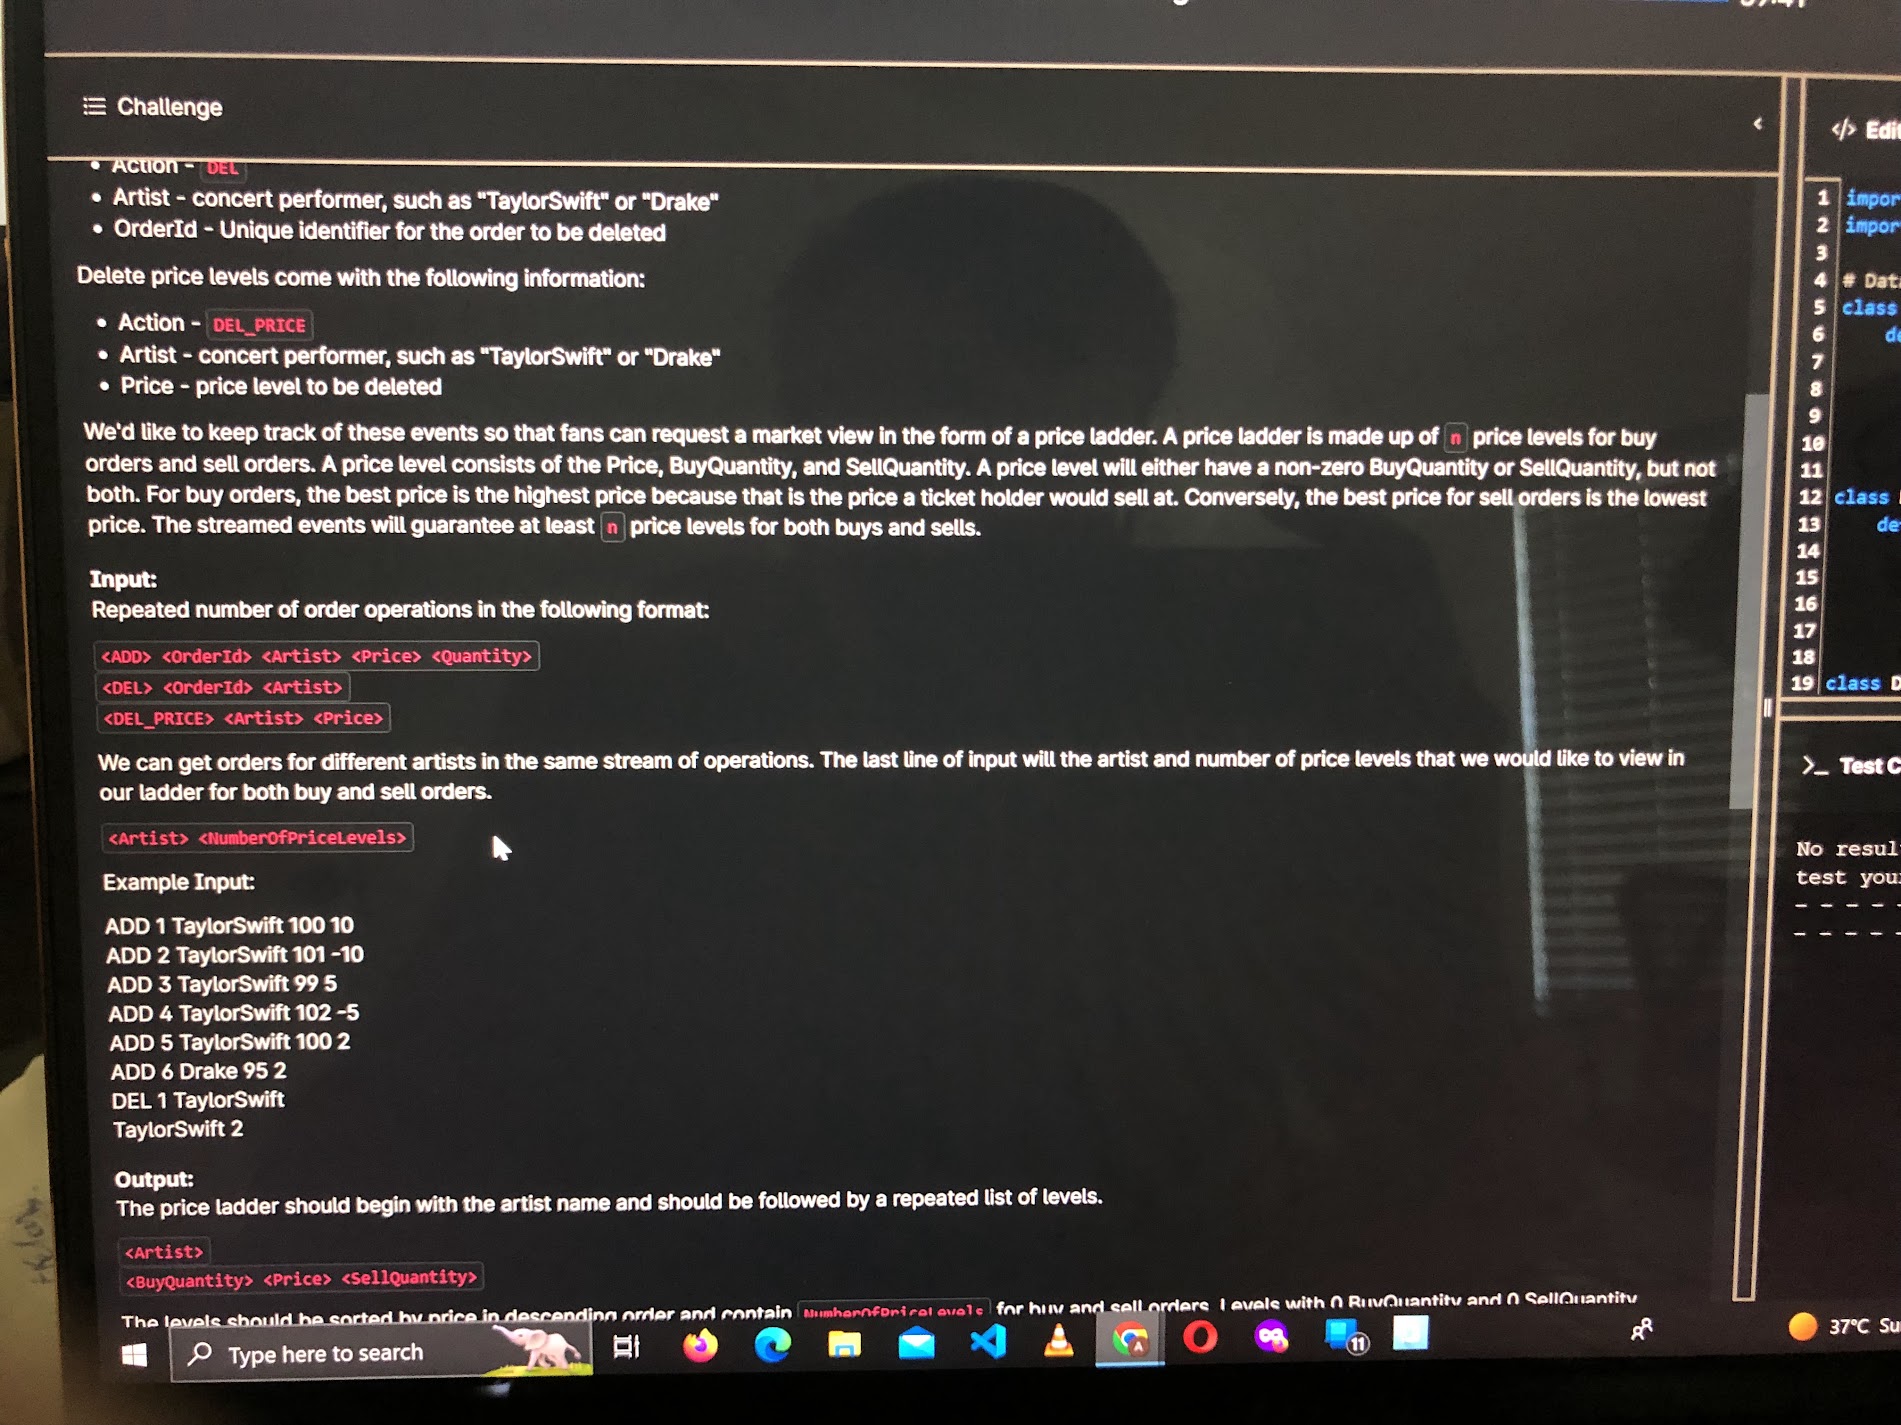 Challenge
Action - DEL
Artist - concert performer, such as "TaylorSwift" or "Drake"
OrderId - Unique identifier for the order to be deleted
Delete price levels come with the following information:
Action - DEL_PRICE
Artist - concert performer, such as "TaylorSwift" or "Drake"
Price - price level to be deleted
We'd like to keep track of these events so that fans can request a market view in the form of a price ladder. A price ladder is made up of n price levels for buy
orders and sell orders. A price level consists of the Price, BuyQuantity, and SellQuantity. A price level will either have a non-zero BuyQuantity or SellQuantity, but not
both. For buy orders, the best price is the highest price because that is the price a ticket holder would sell at. Conversely, the best price for sell orders is the lowest
price. The streamed events will guarantee at least n price levels for both buys and sells.
Input:
Repeated number of order operations in the following format:
<ADD> <OrderId> <Artist> <Price> <Quantity>
<DEL> <OrderId> <Artist>
<DEL_PRICE> <Artist> <Price>
We can get orders for different artists in the same stream of operations. The last line of input will the artist and number of price levels that we would like to view in
our ladder for both buy and sell orders.
<Artist> <NumberOfPriceLevels>
Example Input:
ADD 1 TaylorSwift 100 10
ADD 2 TaylorSwift 101 -10
ADD 3 TaylorSwift 99 5
ADD 4 TaylorSwift 102 -5
ADD 5 TaylorSwift 100 2
ADD 6 Drake 95 2
DEL 1 TaylorSwift
TaylorSwift 2
Output:
The price ladder should begin with the artist name and should be followed by a repeated list of levels.
<Artist>
<BuyQuantity> <Price> <SellQuantity>
The levels should be sorted by price in descending order and contain NumberOfPriceLevels for buy and sell orders. Levels with 0 BuyQuantity and 0 SellQuantity
</> Edi
1 impor
2 impor
3
4 # Dat
5 class
6 de
7
8
9
10
11
12 class
13 de
14
15
16
17
18
19 class D
>_ Test C
No resul
test you
Type here to search
11
37°C Su